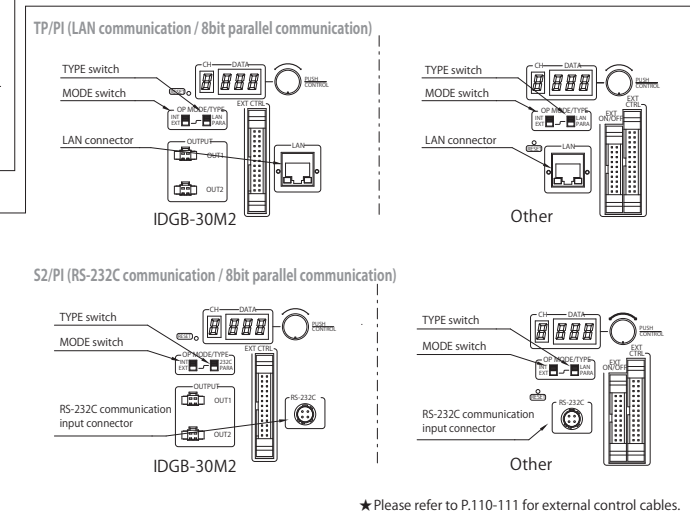 TP/PI (LAN communication / 8bit parallel communication)
TYPE switch
MODE switch
LAN connector
CH
DATA
RESET
PUSH
CONTROL
OP MODE/TYPE
INT
EXT
LAN
PARA
EXT CTRL
OUTPUT
OUT1
OUT2
LAN
IDGB-30M2
TYPE switch
MODE switch
LAN connector
CH
DATA
PUSH
CONTROL
OP MODE/TYPE
INT
EXT
LAN
PARA
EXT
ON/OFF
EXT
CTRL
RESET
LAN
Other
S2/PI (RS-232C communication / 8bit parallel communication)
TYPE switch
MODE switch
RS-232C communication
input connector
CH
DATA
RESET
PUSH
CONTROL
OP MODE/TYPE
INT
EXT
232C
PARA
EXT CTRL
OUTPUT
OUT1
OUT2
RS-232C
IDGB-30M2
TYPE switch
MODE switch
RS-232C communication
input connector
CH
DATA
PUSH
CONTROL
OP MODE/TYPE
INT
EXT
LAN
PARA
EXT
ON/OFF
EXT
CTRL
RESET
RS-232C
Other
★Please refer to P.110-111 for external control cables.